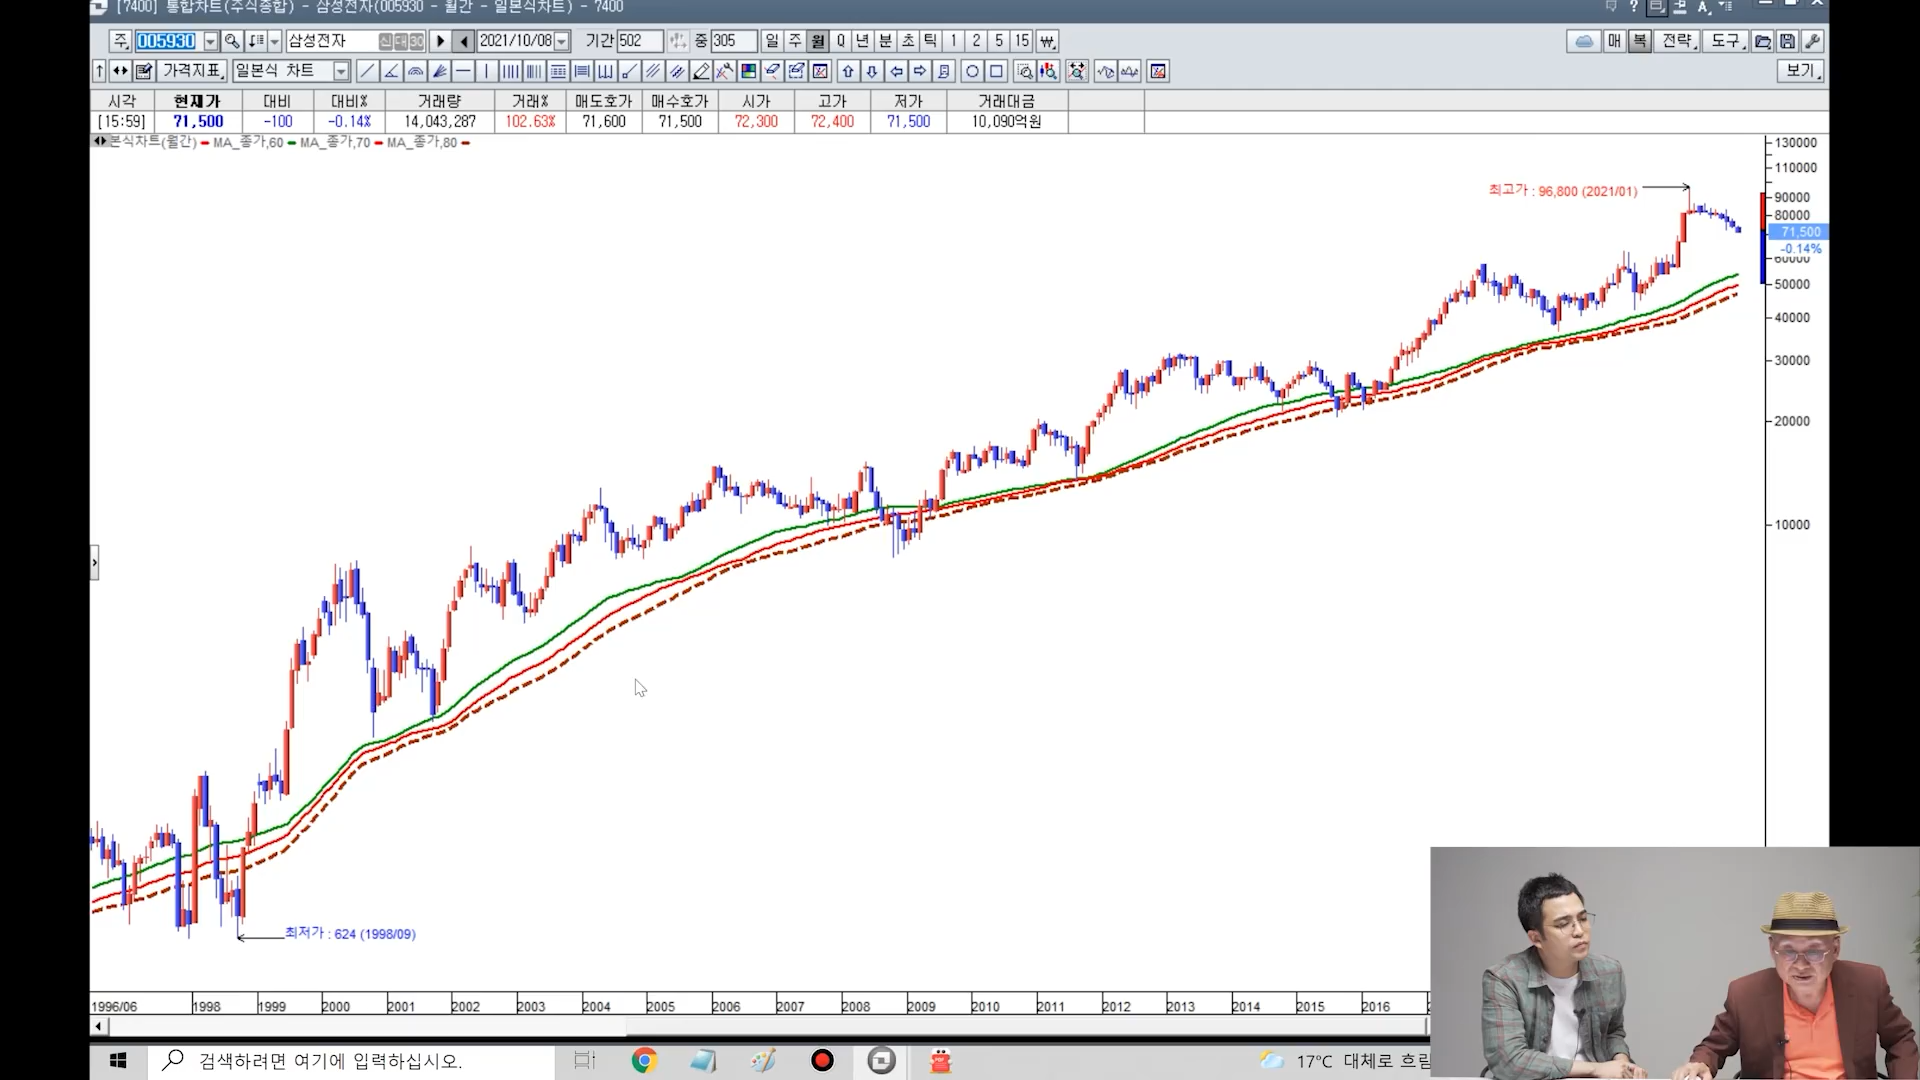 [7400] 통합차트(주식종합) - 삼성전자(005930 - 월간 - 일본식차트) - 7400
주 005930 삼성전자 신 대 30 2021/10/08 기간 502 중 305 일 주 월 Q 년 분 초 틱 1 2 5 15 ₩ 매 복 전략 도구
가격지표 일본식 차트 보기
시각 현재가 대비 대비% 거래량 거래% 매도호가 매수호가 시가 고가 저가 거래대금
[15:59] 71,500 -100 -0.14% 14,043,287 102.63% 71,600 71,500 72,300 72,400 71,500 10,090억원
본식차트(월간) MA_종가,60 MA_종가,70 MA_종가,80
130000
110000
최고가 : 96,800 (2021/01)
90000
80000
71,500
-0.14%
60000
50000
40000
30000
20000
10000
최저가 : 624 (1998/09)
1996/06 1998 1999 2000 2001 2002 2003 2004 2005 2006 2007 2008 2009 2010 2011 2012 2013 2014 2015 2016
검색하려면 여기에 입력하십시오. 17°C 대체로 흐림